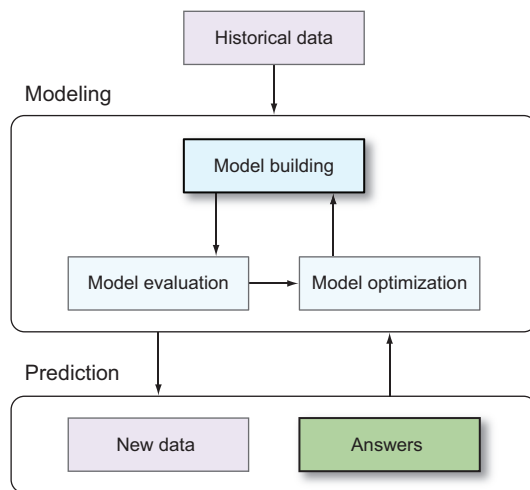 Historical data
Modeling
Model building
Model evaluation
Model optimization
Prediction
New data
Answers